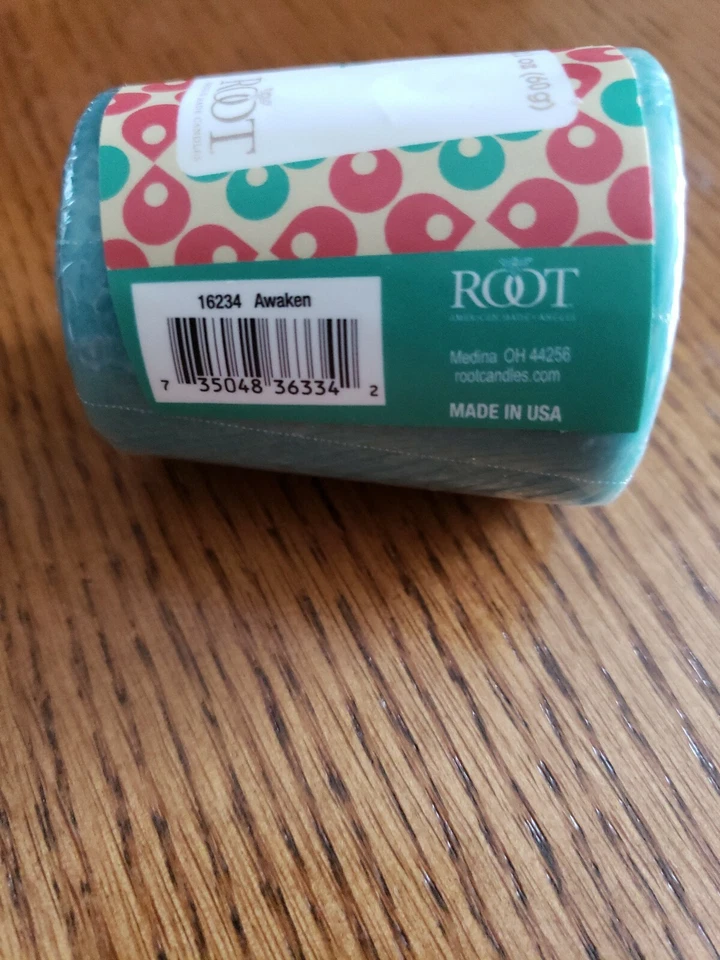 ROOT
oz (60g)
16234 Awaken
7 35048 36334 2
ROOT
AMERICAN MADE CANDLES
Medina OH 44256
rootcandles.com
MADE IN USA